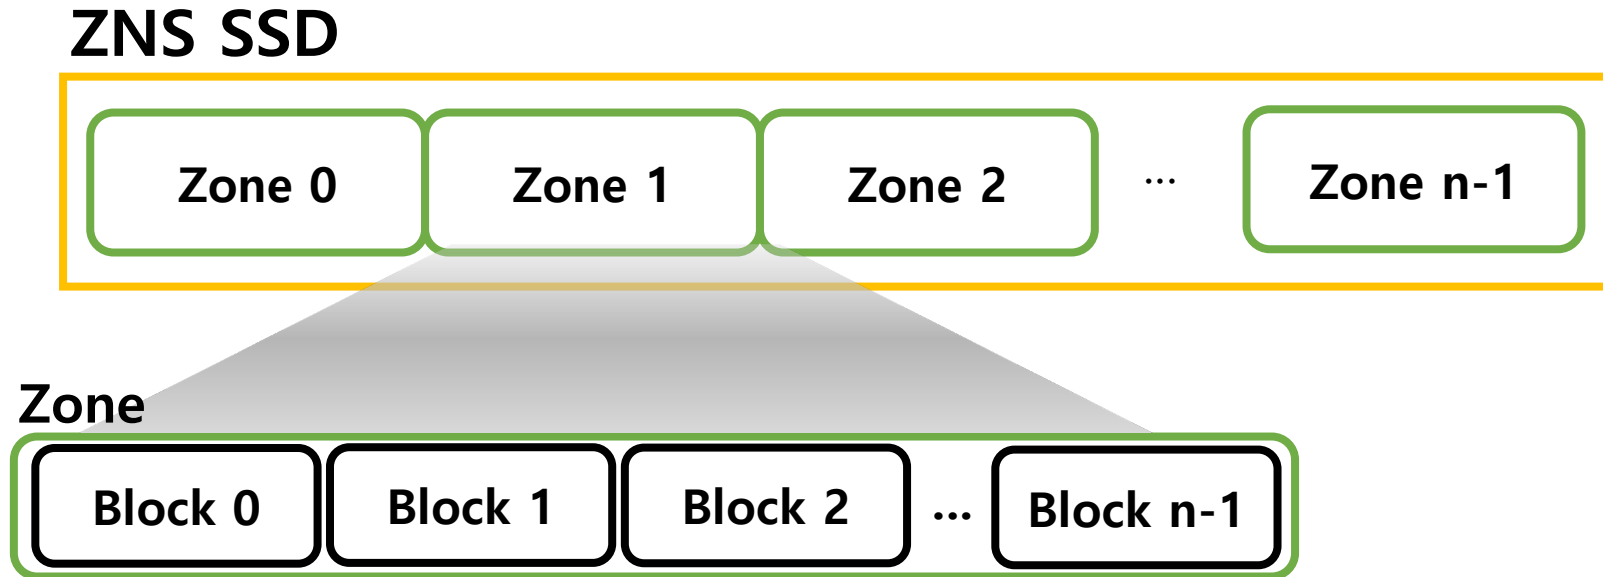 ZNS SSD
Zone 0 Zone 1 Zone 2 ... Zone n-1
Zone
Block 0 Block 1 Block 2 ... Block n-1